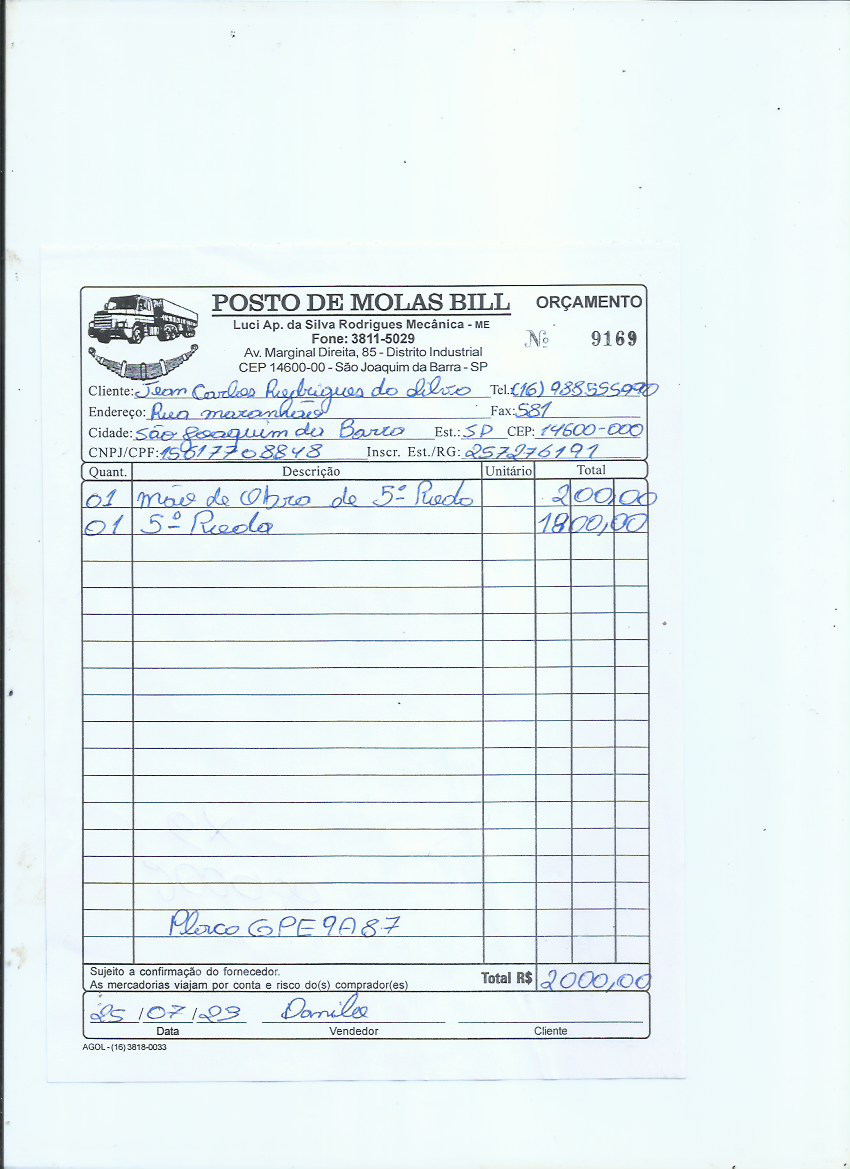 POSTO DE MOLAS BILL ORÇAMENTO
Luci Ap. da Silva Rodrigues Mecânica - ME
Fone: 3811-5029
Nº 9169
Av. Marginal Direita, 85 - Distrito Industrial
CEP 14600-00 - São Joaquim da Barra - SP
Cliente: Jean Carlos Rodrigues da Silva Tel.: (16) 988595990
Endereço: Rua maranhão Fax: 581
Cidade: São Joaquim da Barra Est.: SP CEP: 14600-000
CNPJ/CPF: 15617708848 Inscr. Est./RG: 257276191
Quant. Descrição Unitário Total
01 mão de Obra de 5ª Roda 200,00
01 5ª Roda 1800,00
Placa GPE9A87
Sujeito a confirmação do fornecedor.
As mercadorias viajam por conta e risco do(s) comprador(es) Total R$ 2000,00
25 / 07 / 23 Danilo
Data Vendedor Cliente
AGOL - (16) 3818-0033